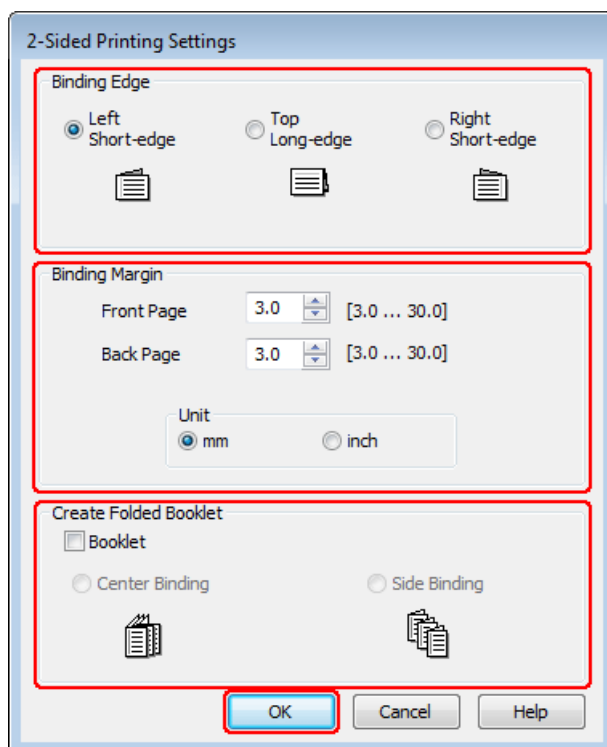 2-Sided Printing Settings
Binding Edge
Left Top Right
Short-edge Long-edge Short-edge
Binding Margin
Front Page 3.0 [3.0 ... 30.0]
Back Page 3.0 [3.0 ... 30.0]
Unit
mm inch
Create Folded Booklet
Booklet
Center Binding Side Binding
OK Cancel Help